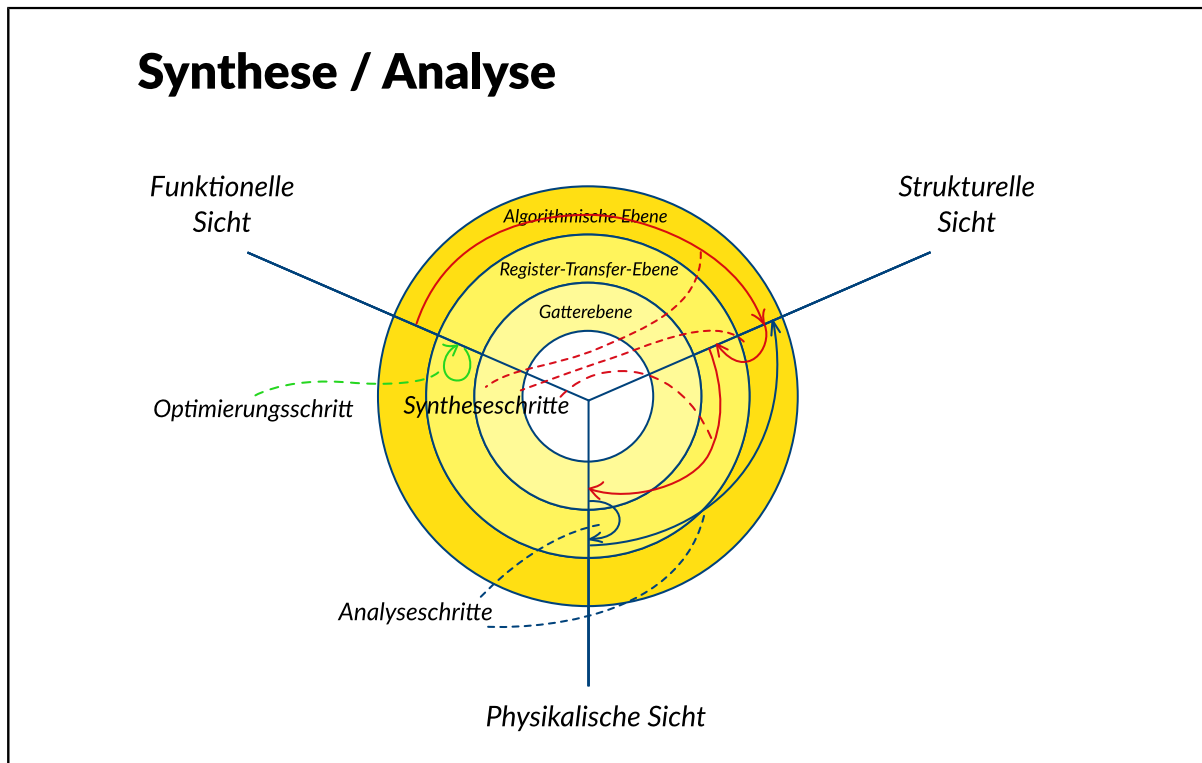 Synthese / Analyse
Funktionelle
Sicht
Strukturelle
Sicht
Algorithmische Ebene
Register-Transfer-Ebene
Gatterebene
Optimierungsschritt
Syntheseschritte
Analyseschritte
Physikalische Sicht